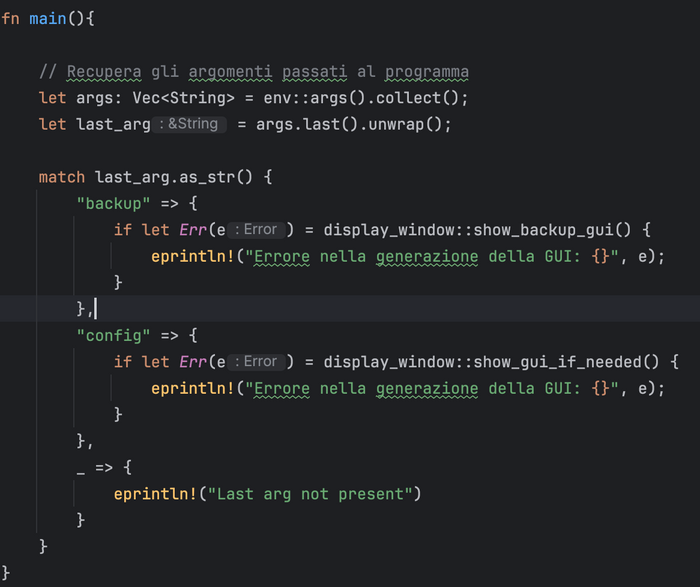 fn main(){
// Recupera gli argomenti passati al programma
let args: Vec<String> = env::args().collect();
let last_arg : &String = args.last().unwrap();
match last_arg.as_str() {
"backup" => {
if let Err(e : Error ) = display_window::show_backup_gui() {
eprintln!("Errore nella generazione della GUI: {}", e);
}
},
"config" => {
if let Err(e : Error ) = display_window::show_gui_if_needed() {
eprintln!("Errore nella generazione della GUI: {}", e);
}
},
_ => {
eprintln!("Last arg not present")
}
}
}